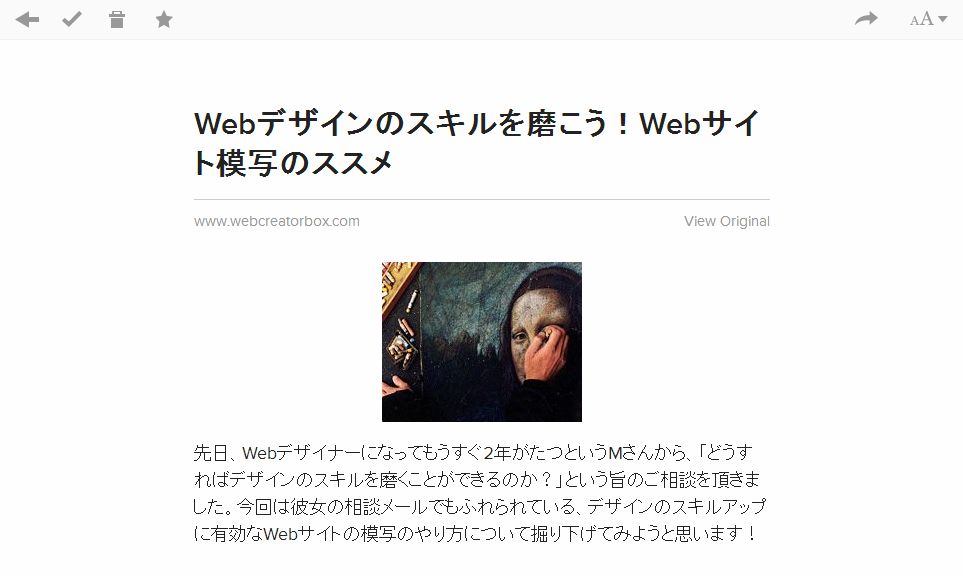 AA
Webデザインのスキルを磨こう！Webサイ
ト模写のススメ
www.webcreatorbox.com
View Original
先日、Webデザイナーになってもうすぐ2年がたつというMさんから、「どうす
ればデザインのスキルを磨くことができるのか？」という旨のご相談を頂きま
した。今回は彼女の相談メールでもふれられている、デザインのスキルアップ
に有効なWebサイトの模写のやり方について掘り下げてみようと思います！